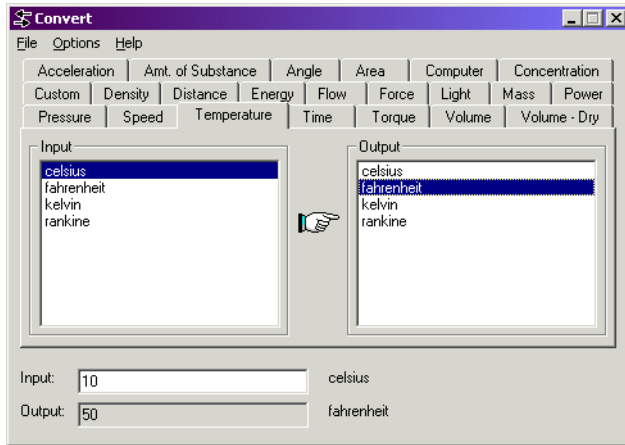 Convert
File Options Help
Acceleration Amt. of Substance Angle Area Computer Concentration
Custom Density Distance Energy Flow Force Light Mass Power
Pressure Speed Temperature Time Torque Volume Volume - Dry
Input Output
celsius celsius
fahrenheit fahrenheit
kelvin kelvin
rankine rankine
Input: 10 celsius
Output: 50 fahrenheit